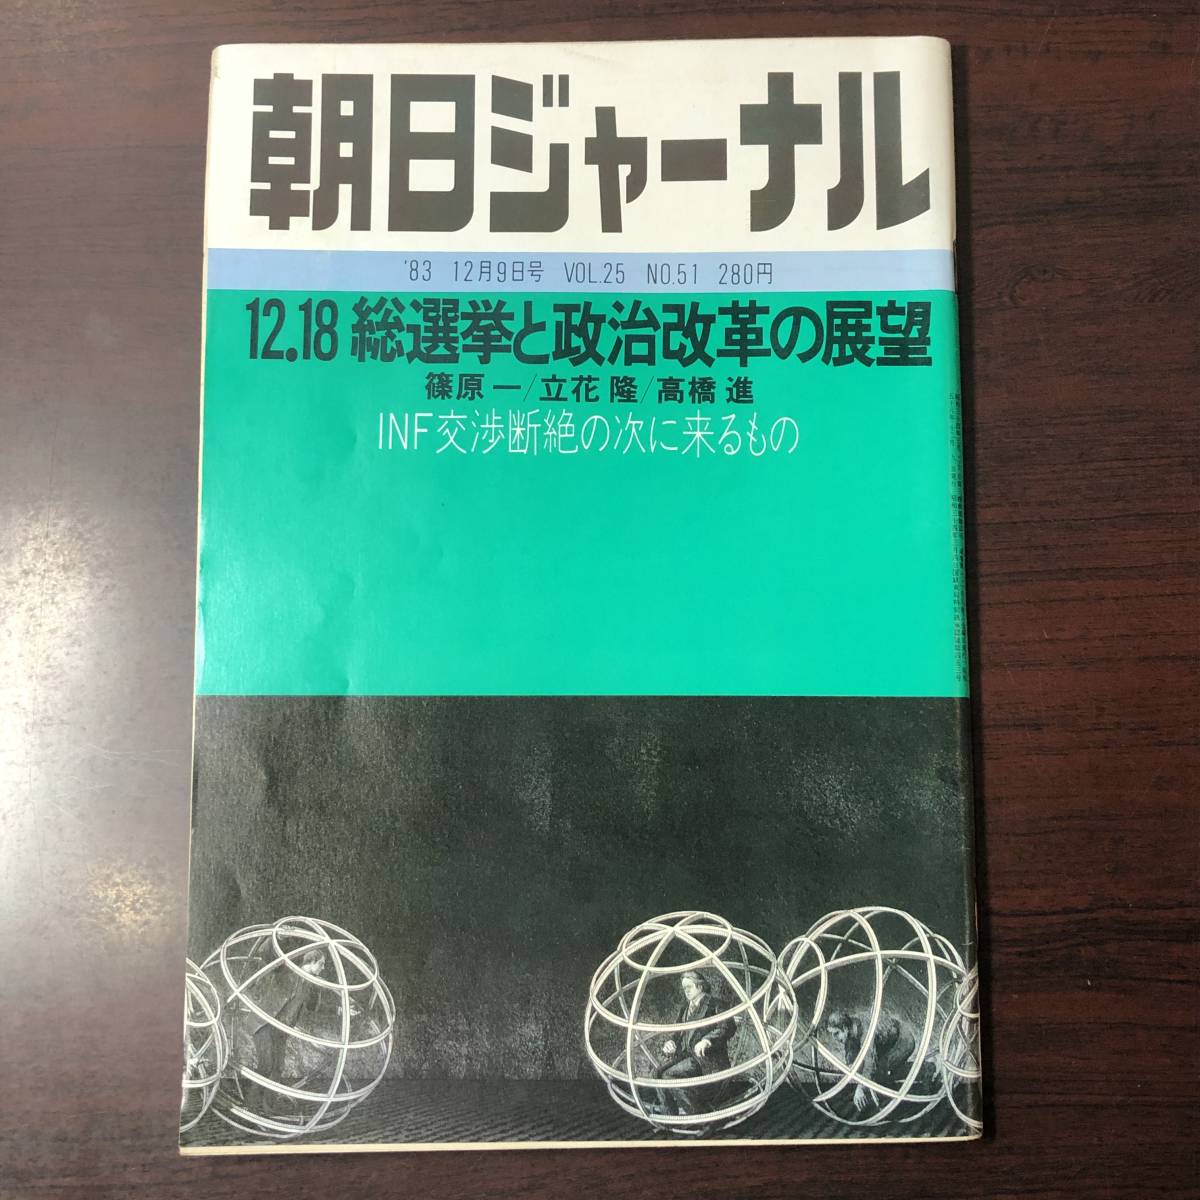 朝日ジャーナル
'83 12月9日号 VOL.25 NO.51 280円
12.18 総選挙と政治改革の展望
篠原 一/立花 隆/高橋 進
INF交渉断絶の次に来るもの